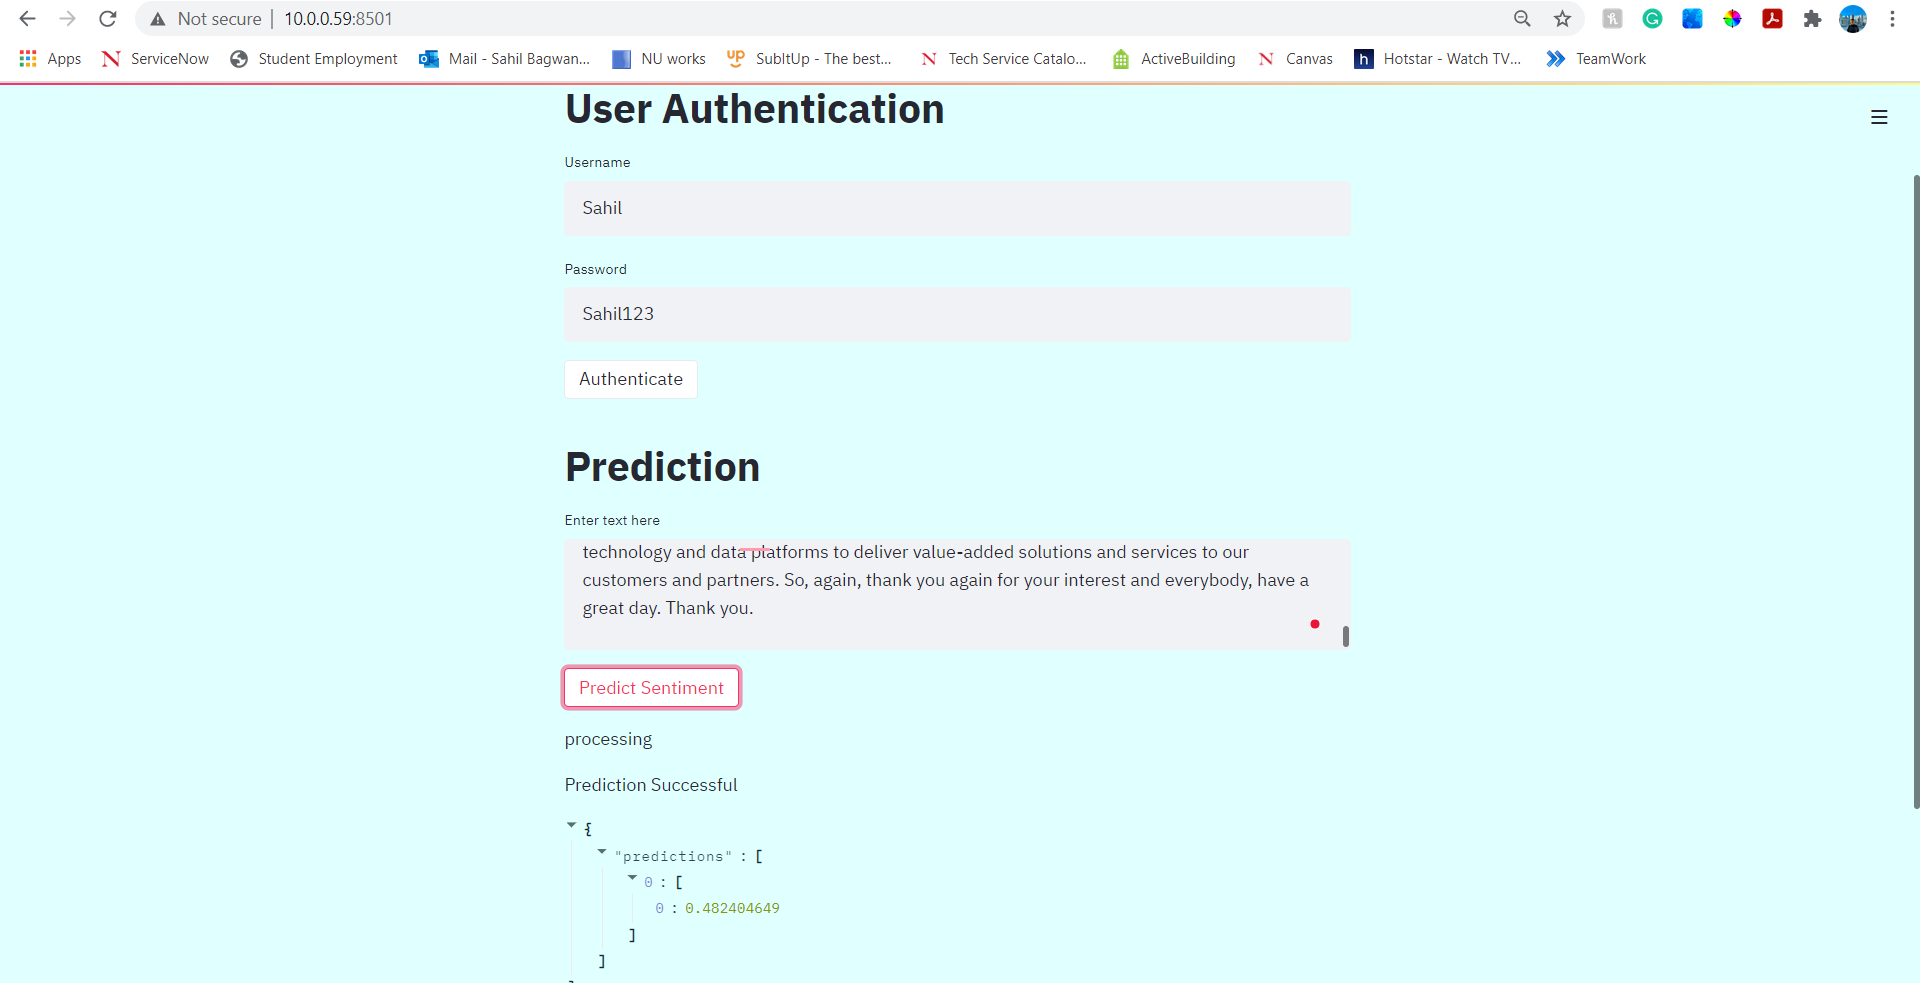 Not secure | 10.0.0.59:8501
Apps ServiceNow Student Employment Mail - Sahil Bagwan... NU works SubItUp - The best... Tech Service Catalo... ActiveBuilding Canvas Hotstar - Watch TV... TeamWork
User Authentication
Username
Sahil
Password
Sahil123
Authenticate
Prediction
Enter text here
technology and data platforms to deliver value-added solutions and services to our
customers and partners. So, again, thank you again for your interest and everybody, have a
great day. Thank you.
Predict Sentiment
processing
Prediction Successful
{
"predictions" : [
0 : [
0 : 0.482404649
]
]